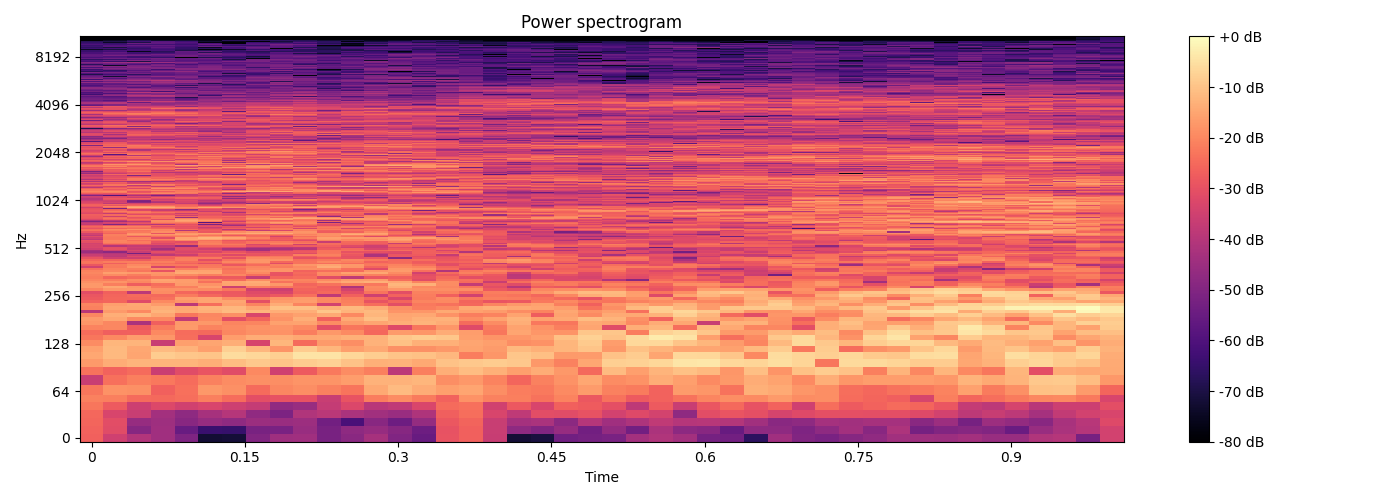 Power spectrogram
Hz
8192
4096
2048
1024
512
256
128
64
0
0 0.15 0.3 0.45 0.6 0.75 0.9
Time
+0 dB
-10 dB
-20 dB
-30 dB
-40 dB
-50 dB
-60 dB
-70 dB
-80 dB